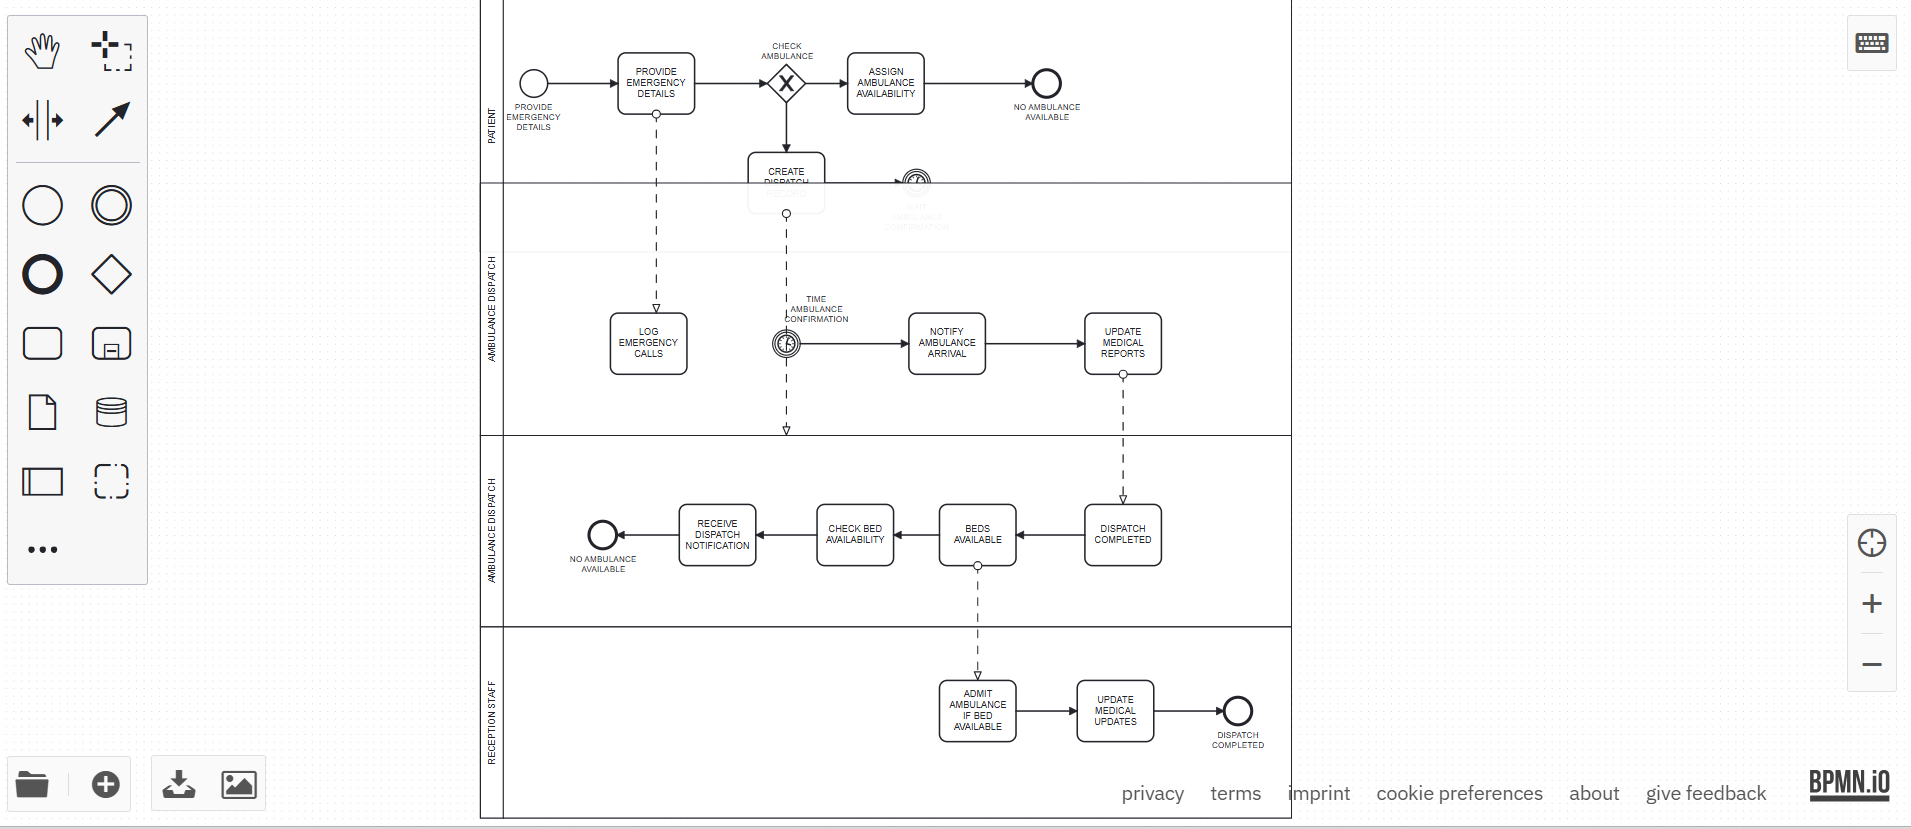 PATIENT
PROVIDE
EMERGENCY
DETAILS
PROVIDE
EMERGENCY
DETAILS
CHECK
AMBULANCE
ASSIGN
AMBULANCE
AVAILABILITY
NO AMBULANCE
AVAILABLE
CREATE
DISPATCH
WAIT
AMBULANCE
CONFIRMATION
AMBULANCE DISPATCH
LOG
EMERGENCY
CALLS
TIME
AMBULANCE
CONFIRMATION
NOTIFY
AMBULANCE
ARRIVAL
UPDATE
MEDICAL
REPORTS
AMBULANCE DISPATCH
NO AMBULANCE
AVAILABLE
RECEIVE
DISPATCH
NOTIFICATION
CHECK BED
AVAILABILITY
BEDS
AVAILABLE
DISPATCH
COMPLETED
RECEPTION STAFF
ADMIT
AMBULANCE
IF BED
AVAILABLE
UPDATE
MEDICAL
UPDATES
DISPATCH
COMPLETED
privacy terms imprint cookie preferences about give feedback
BPMN.iO